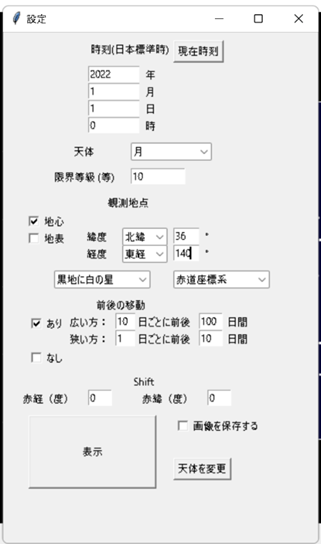 設定
時刻(日本標準時) 現在時刻
2022 年
1 月
1 日
0 時
天体 月
限界等級 (等) 10
観測地点
地心
地表 緯度 北緯 36 °
経度 東経 140 °
黒地に白の星 赤道座標系
前後の移動
あり 広い方： 10 日ごとに前後 100 日間
狭い方： 1 日ごとに前後 10 日間
なし
Shift
赤経（度） 0 赤緯（度） 0
表示 画像を保存する
天体を変更